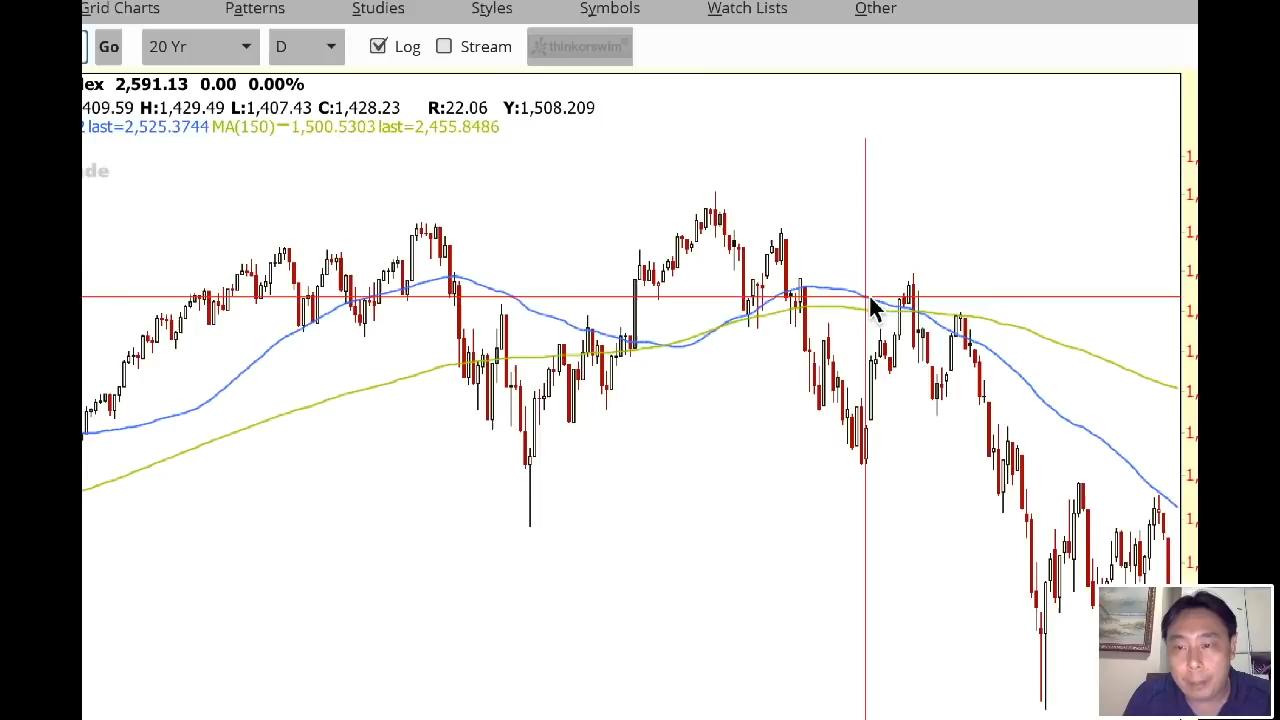 Grid Charts Patterns Studies Styles Symbols Watch Lists Other
Go 20 Yr D Log Stream thinkorswim
2,591.13 0.00 0.00%
409.59 H:1,429.49 L:1,407.43 C:1,428.23 R:22.06 Y:1,508.209
last=2,525.3744 MA(150)=1,500.5303 last=2,455.8486